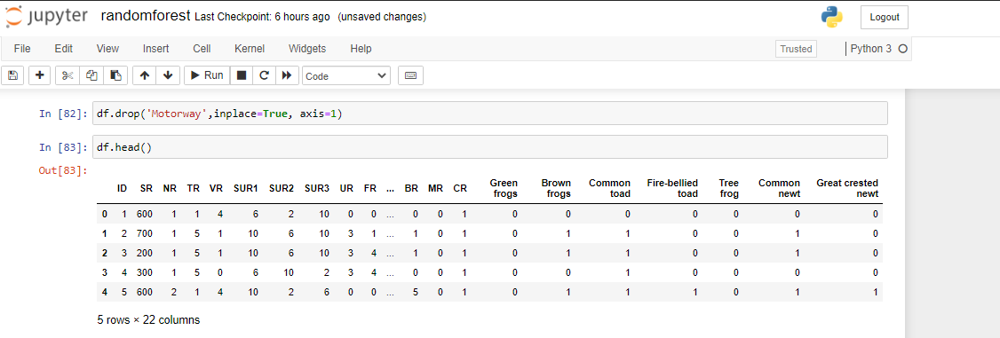 jupyter randomforest Last Checkpoint: 6 hours ago (unsaved changes) Logout
File Edit View Insert Cell Kernel Widgets Help Trusted Python 3
Run Code
In [82]: df.drop('Motorway',inplace=True, axis=1)
In [83]: df.head()
Out[83]:
ID SR NR TR VR SUR1 SUR2 SUR3 UR FR ... BR MR CR Green frogs Brown frogs Common toad Fire-bellied toad Tree frog Common newt Great crested newt
0 1 600 1 1 4 6 2 10 0 0 ... 0 0 1 0 0 0 0 0 0 0
1 2 700 1 5 1 10 6 10 3 1 ... 1 0 1 0 1 1 0 0 1 0
2 3 200 1 5 1 10 6 10 3 4 ... 1 0 1 0 1 1 0 0 1 0
3 4 300 1 5 0 6 10 2 3 4 ... 0 0 1 0 0 1 0 0 0 0
4 5 600 2 1 4 10 2 6 0 0 ... 5 0 1 0 1 1 1 0 1 1
5 rows × 22 columns